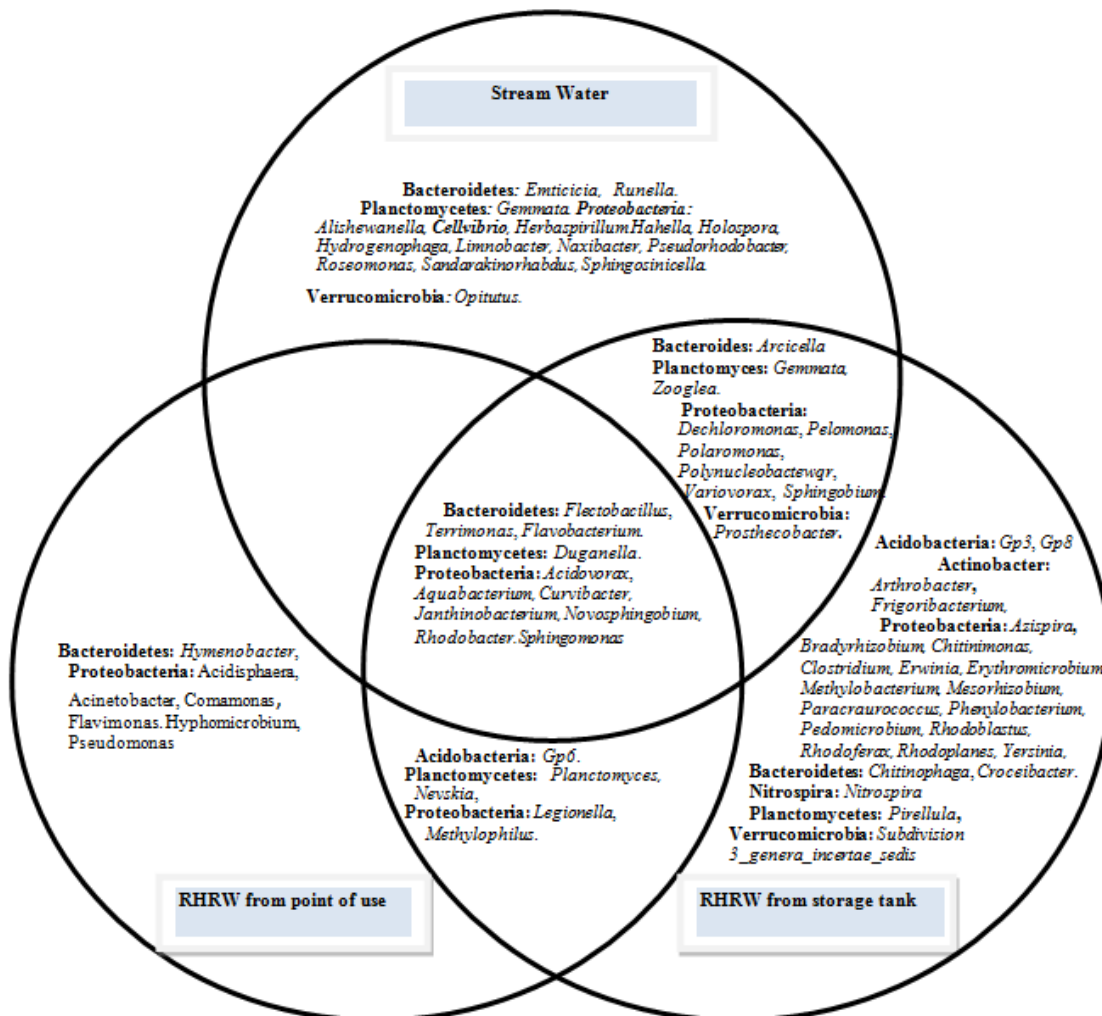 Stream Water
Bacteroidetes: Emticicia, Runella.
Planctomycetes: Gemmata. Proteobacteria:
Alishewanella, Cellvibrio, Herbaspirillum Hahella, Holospora,
Hydrogenophaga, Limnobacter, Naxibacter, Pseudorhodobacter,
Roseomonas, Sandarakinorhabdus, Sphingosinicella.
Verrucomicrobia: Opitutus.
Bacteroides: Arcicella
Planctomyces: Gemmata,
Zooglea.
Proteobacteria:
Dechloromonas, Pelomonas,
Polaromonas,
Polynucleobactewqr,
Variovorax, Sphingobium.
Verrucomicrobia:
Prosthecobacter.
Bacteroidetes: Flectobacillus,
Terrimonas, Flavobacterium.
Planctomycetes: Duganella.
Proteobacteria: Acidovorax,
Aquabacterium, Curvibacter,
Janthinobacterium, Novosphingobium,
Rhodobacter.Sphingomonas
Acidobacteria: Gp3, Gp8
Actinobacter:
Arthrobacter,
Frigoribacterium,
Proteobacteria: Azispira,
Bradyrhizobium, Chitinimonas,
Clostridium, Erwinia, Erythromicrobium
Methylobacterium, Mesorhizobium,
Paracraurococcus, Phenylobacterium,
Pedomicrobium, Rhodoblastus,
Rhodoferax, Rhodoplanes, Yersinia,
Bacteroidetes: Chitinophaga, Croceibacter.
Nitrospira: Nitrospira
Planctomycetes: Pirellula,
Verrucomicrobia: Subdivision
3_genera_incertae_sedis
Bacteroidetes: Hymenobacter,
Proteobacteria: Acidisphaera,
Acinetobacter, Comamonas,
Flavimonas. Hyphomicrobium,
Pseudomonas
Acidobacteria: Gp6.
Planctomycetes: Planctomyces,
Nevskia,
Proteobacteria: Legionella,
Methylophilus.
RHRW from point of use
RHRW from storage tank